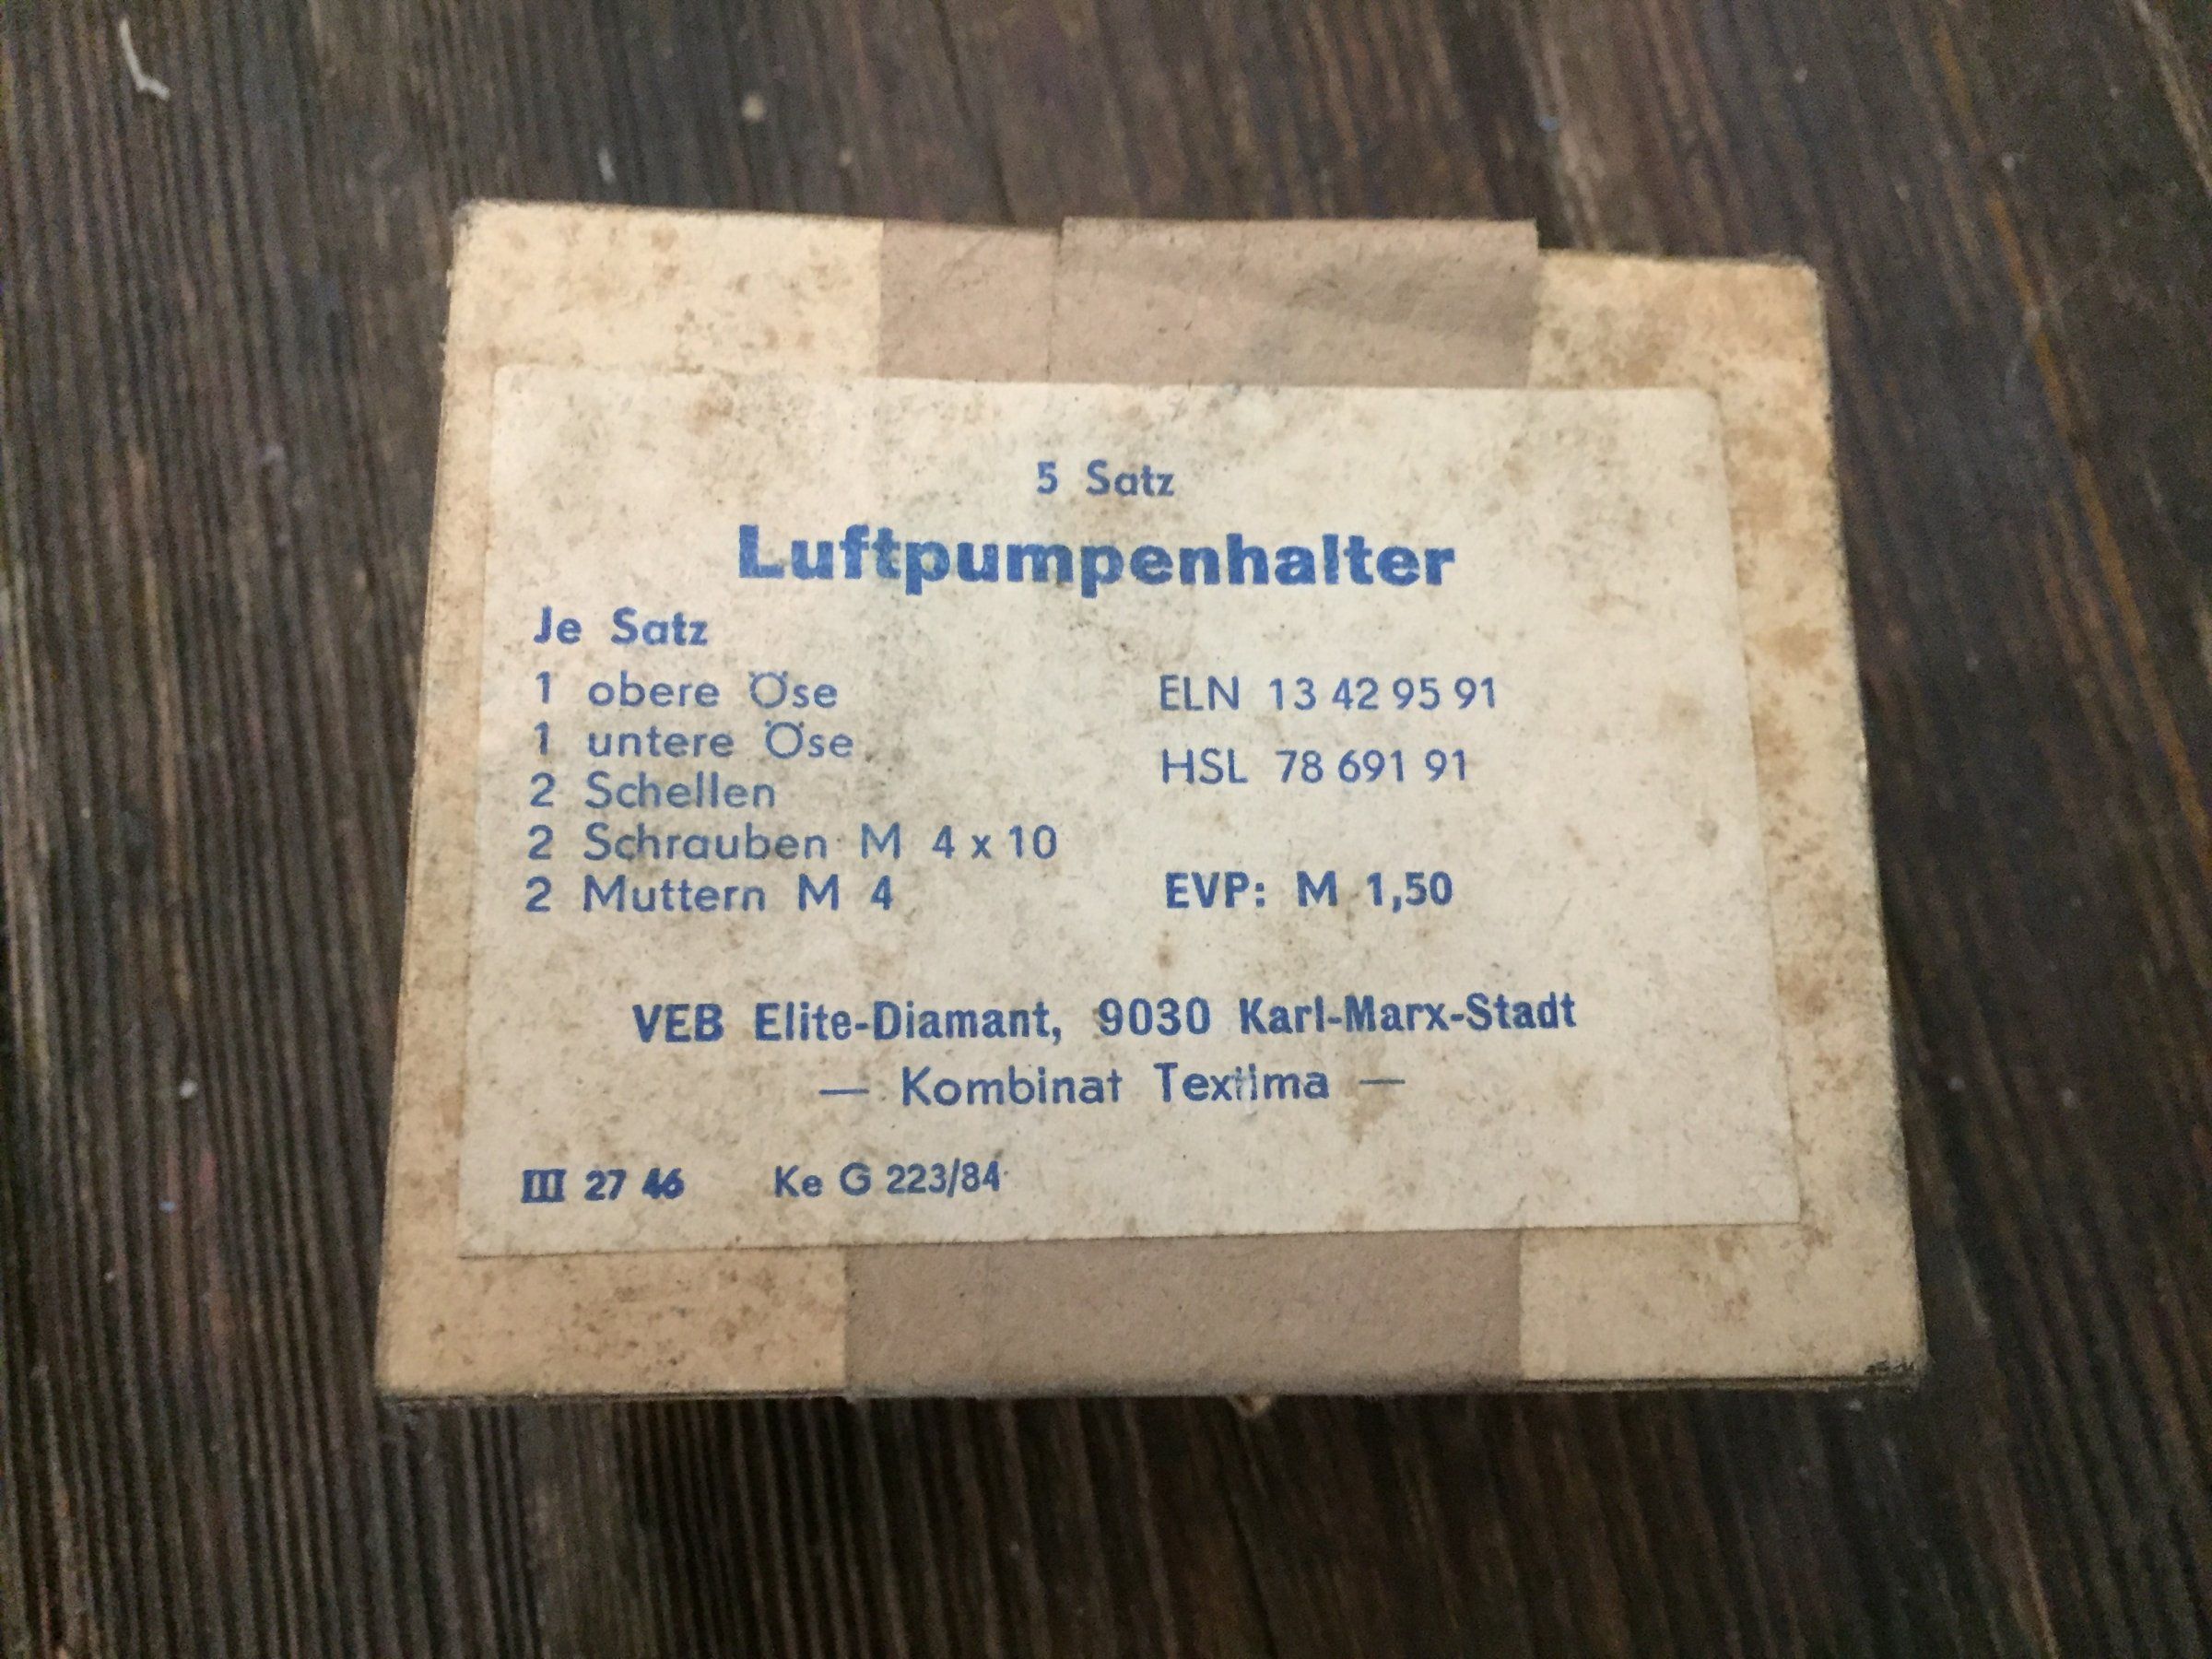 5 Satz
Luftpumpenhalter
Je Satz
1 obere Öse
1 untere Öse
2 Schellen
2 Schrauben M 4 x 10
2 Muttern M 4
ELN 13 42 95 91
HSL 78 691 91
EVP: M 1,50
VEB Elite-Diamant, 9030 Karl-Marx-Stadt
— Kombinat Textima —
III 27 46 Ke G 223/84